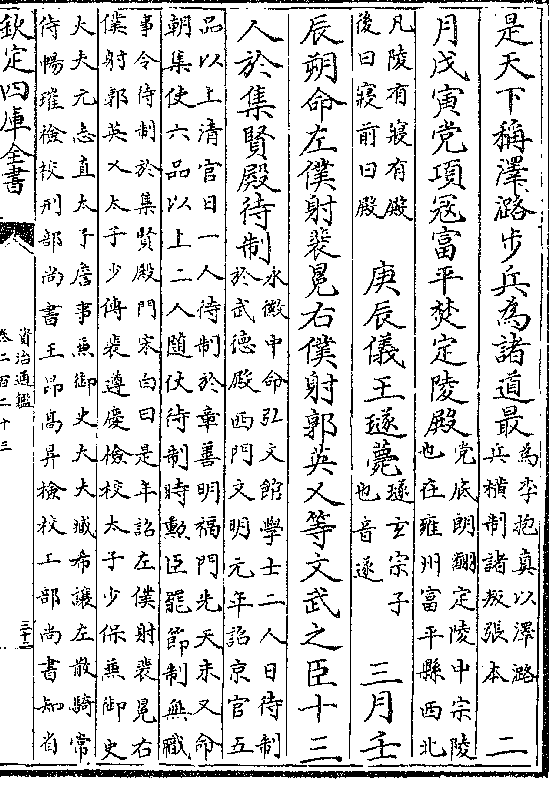 是天下稱澤潞步兵為諸道最為李抱真以澤潞兵横制諸叛張本二
月戊寅党項冦富平焚定陵殿党底朗翻定陵中宗陵也在雍州富平縣西北
凡陵有寢有殿後曰寢前曰殿庚辰儀王璲薨璲玄宗子也音遂三月壬
辰朔命左僕射裴冕右僕射郭英乂等文武之臣十三
人於集賢殿待制永徽中命弘文館學士二人日待制於武德殿西門文明元年詔京官五
品以上清官日一人待制於章善明福門先天末又命朝集使六品以上二人隨仗待制時勲臣罷節制無職
事令待制於集賢殿門宋白曰是年詔左僕射裴冕右僕射郭英乂太子少傅裴遵慶檢校太子少保兼御史
大夫元志直太子詹事兼御史大夫臧希讓左散騎常侍暢璀檢校刑部尚書王昂髙昇檢校工部尚書知省
欽定四庫全書
資治通鑑
卷二百二十三
三十二